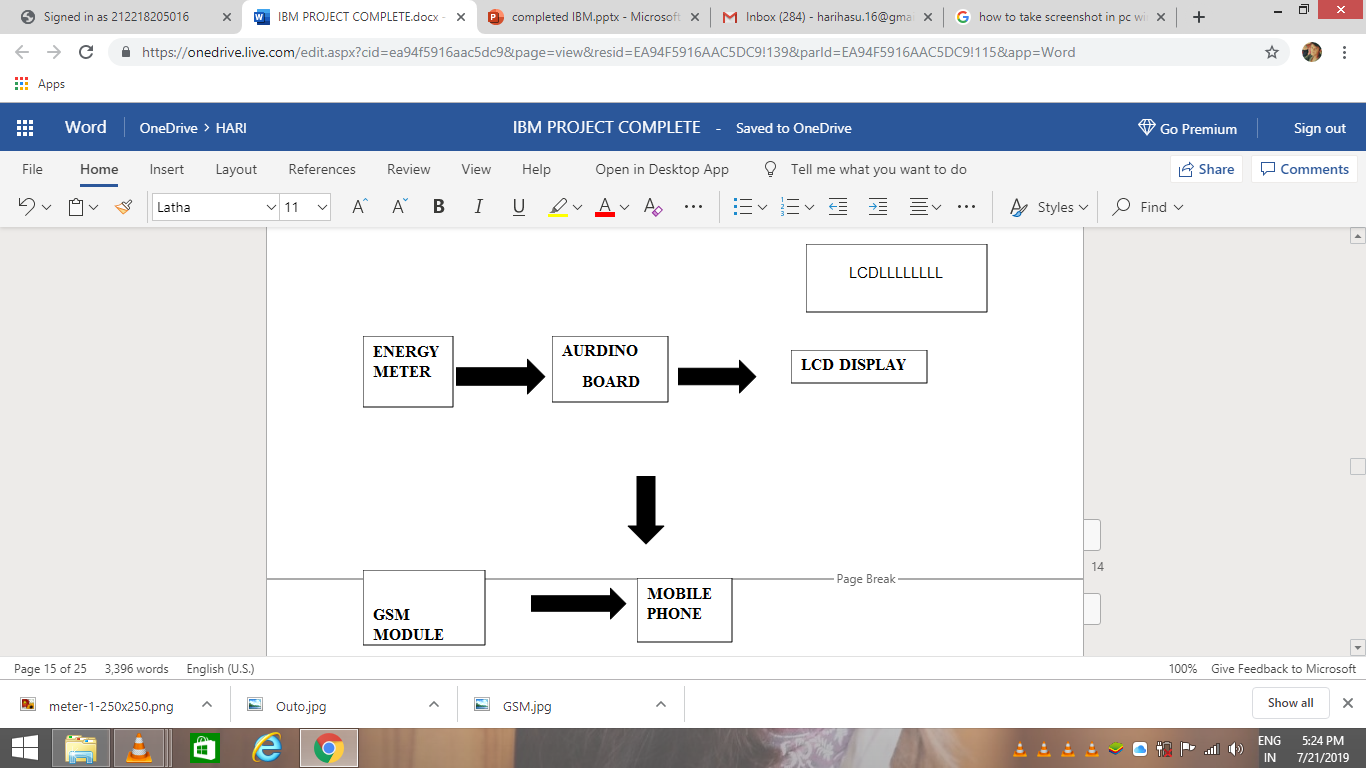 Signed in as 212218205016
IBM PROJECT COMPLETE.docx -
completed IBM.pptx - Microsoft
Inbox (284) - harihasu.16@gma
how to take screenshot in pc wi
https://onedrive.live.com/edit.aspx?cid=ea94f5916aac5dc9&page=view&resid=EA94F5916AAC5DC9!139&parId=EA94F5916AAC5DC9!115&app=Word
Apps
Word OneDrive > HARI IBM PROJECT COMPLETE - Saved to OneDrive Go Premium Sign out
File Home Insert Layout References Review View Help Open in Desktop App Tell me what you want to do Share Comments
Latha 11 B I U A Styles Find
LCDLLLLLLLL
ENERGY
METER
AURDINO
BOARD
LCD DISPLAY
14
Page Break
GSM
MODULE
MOBILE
PHONE
Page 15 of 25 3,396 words English (U.S.) 100% Give Feedback to Microsoft
meter-1-250x250.png Outo.jpg GSM.jpg Show all
ENG 5:24 PM
IN 7/21/2019